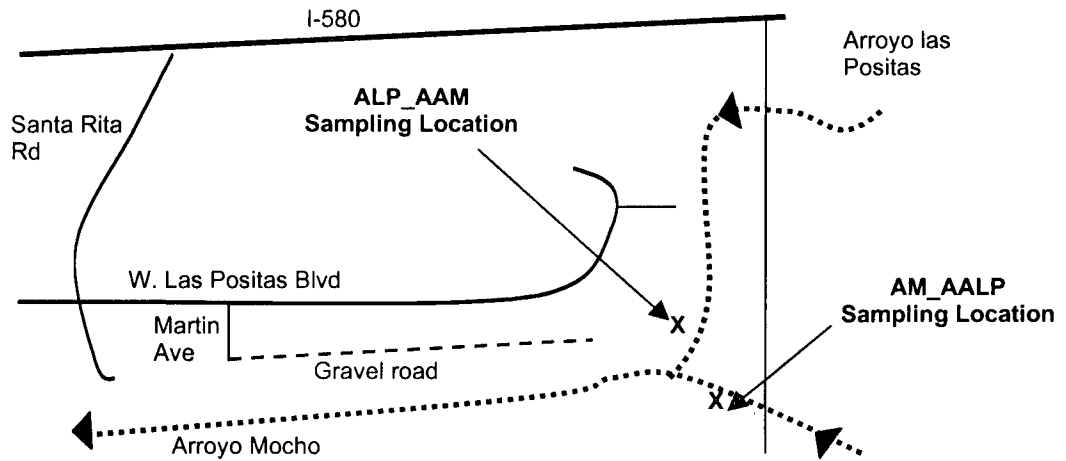 I-580
Arroyo las
Positas
ALP_AAM
Sampling Location
Santa Rita
Rd
W. Las Positas Blvd
AM_AALP
Sampling Location
X
Martin
Ave
Gravel road
X
Arroyo Mocho